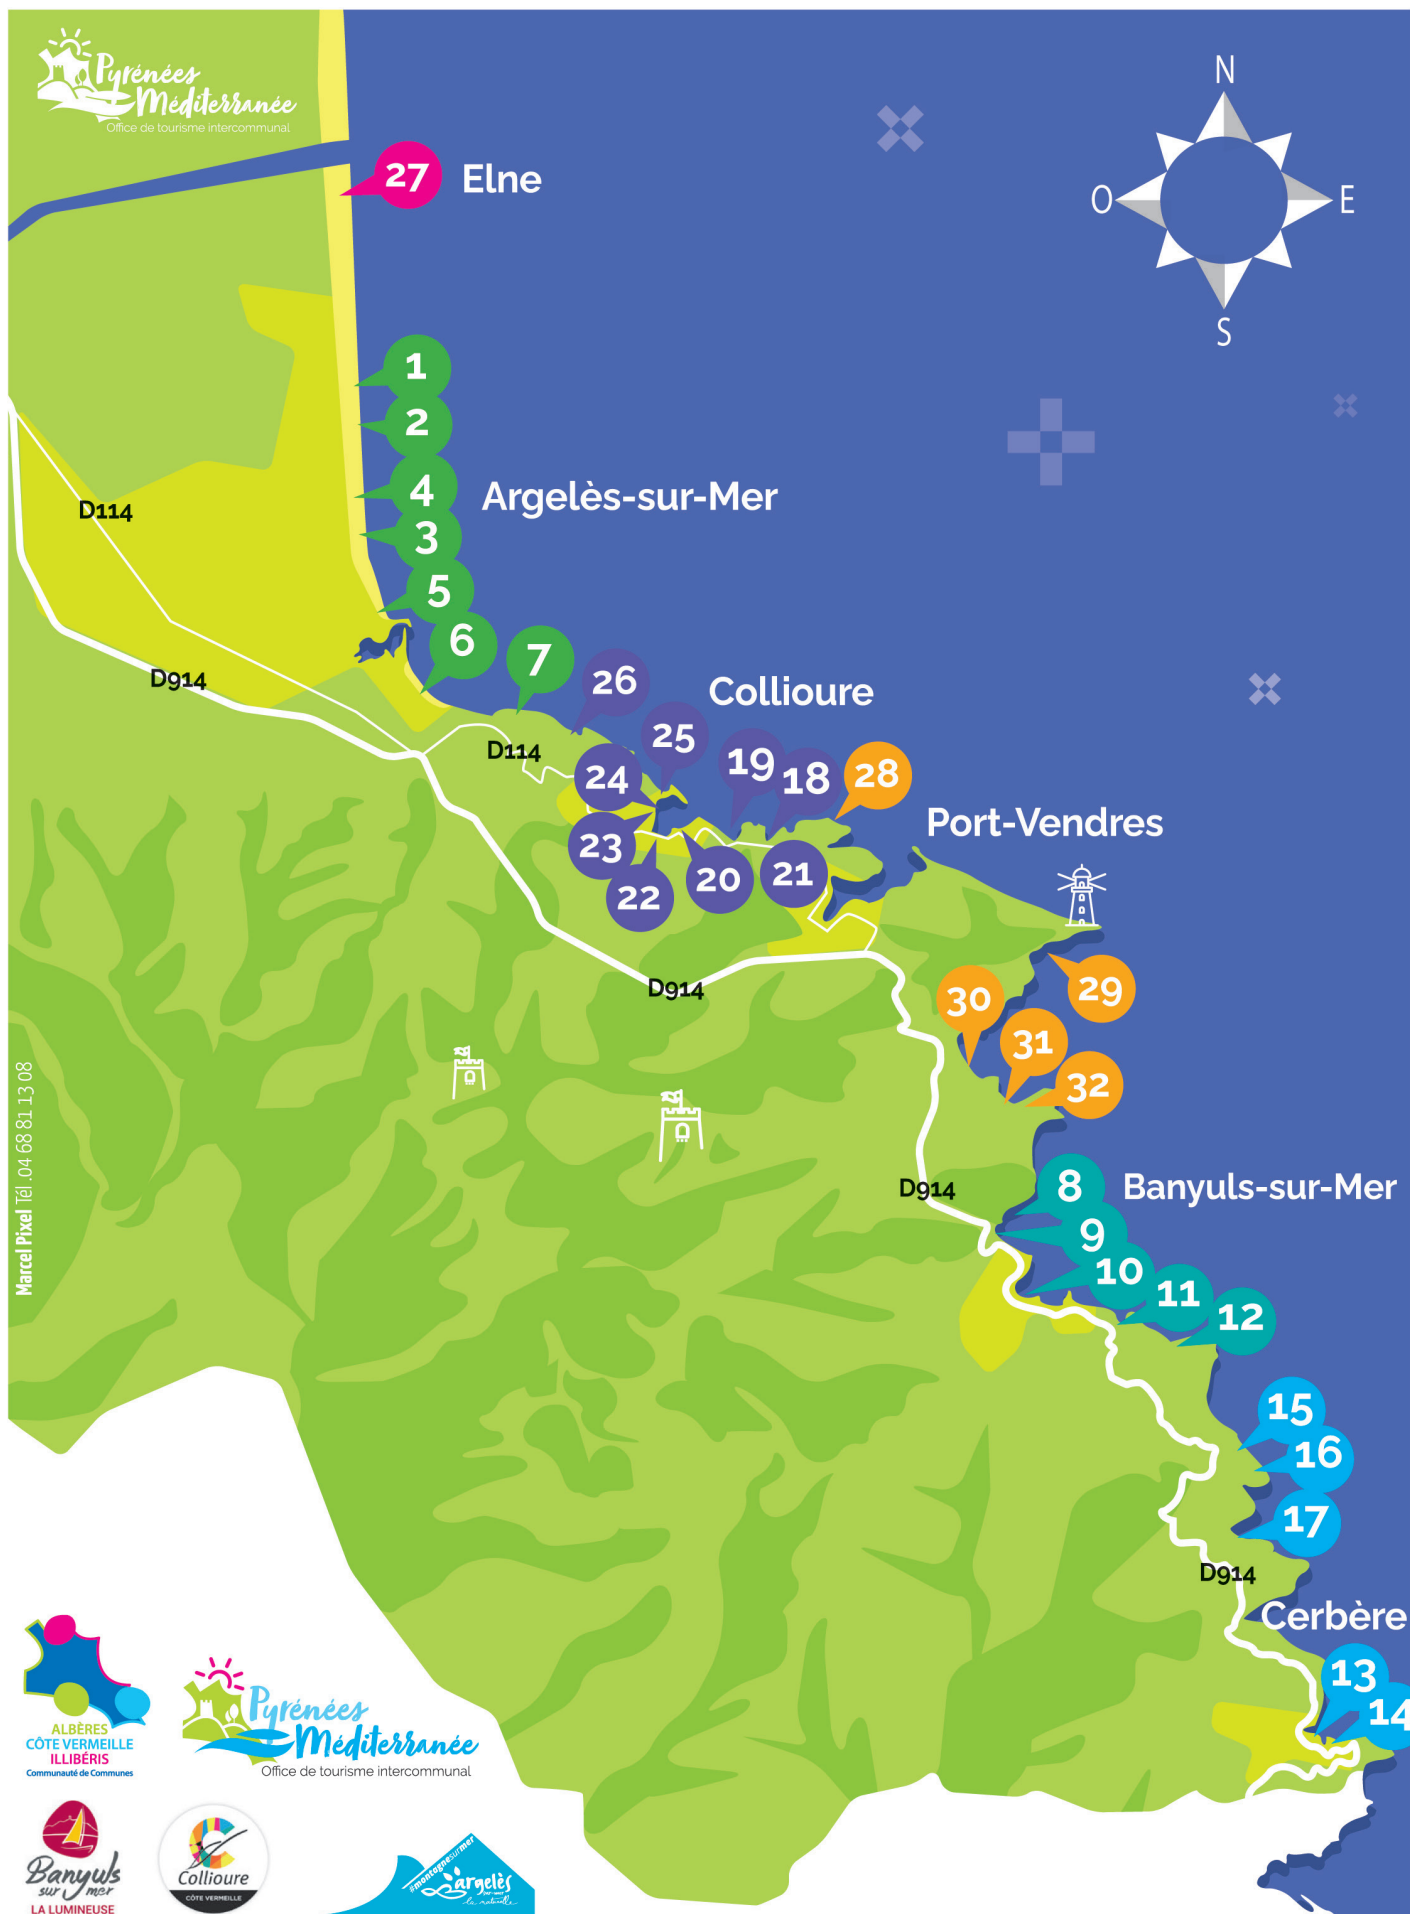 Pyrénées
Méditerranée
Office de tourisme intercommunal
N
O
E
S
27
Elne
1
2
4
Argelès-sur-Mer
3
5
6
7
D114
D914
D114
26
Collioure
25
24
19
18
28
23
22
20
21
Port-Vendres
D914
30
29
31
32
D914
8
Banyuls-sur-Mer
9
10
11
12
15
16
17
D914
Cerbère
13
14
Marcel Pixel Tél .04 68 81 13 08
ALBÈRES
CÔTE VERMEILLE
ILLIBÉRIS
Communauté de Communes
Pyrénées
Méditerranée
Office de tourisme intercommunal
Banyuls
sur mer
LA LUMINEUSE
Collioure
CÔTE VERMEILLE
#montagnesurmer
argelès
sur-mer
la naturelle